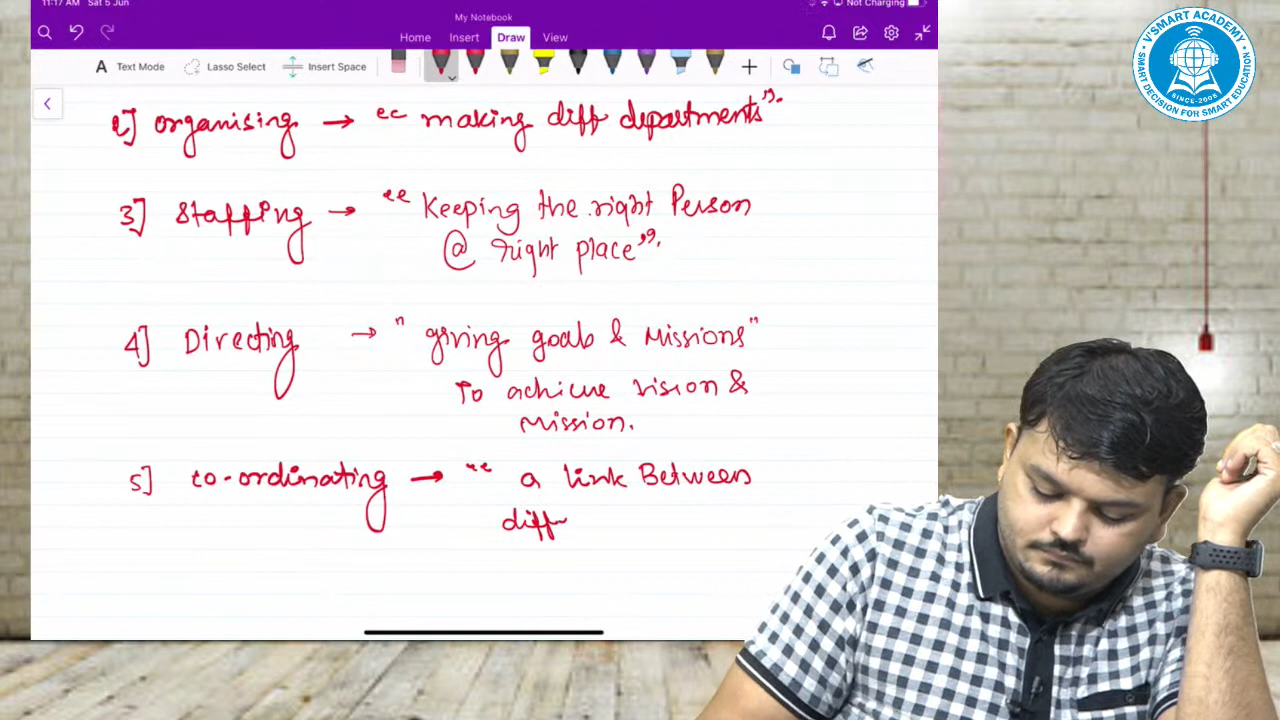 11:17 AM Sat 5 Jun
Not Charging
My Notebook
Home Insert Draw View
Text Mode Lasso Select Insert Space
2] organising → "making diff departments".
3] Staffing → "Keeping the right Person
@ right place".
4] Directing → "giving goals & Missions"
To achieve vision &
Mission.
5] co-ordinating → "a link Between
diff
V'SMART ACADEMY
SMART DECISION FOR SMART EDUCATION
SINCE-2008